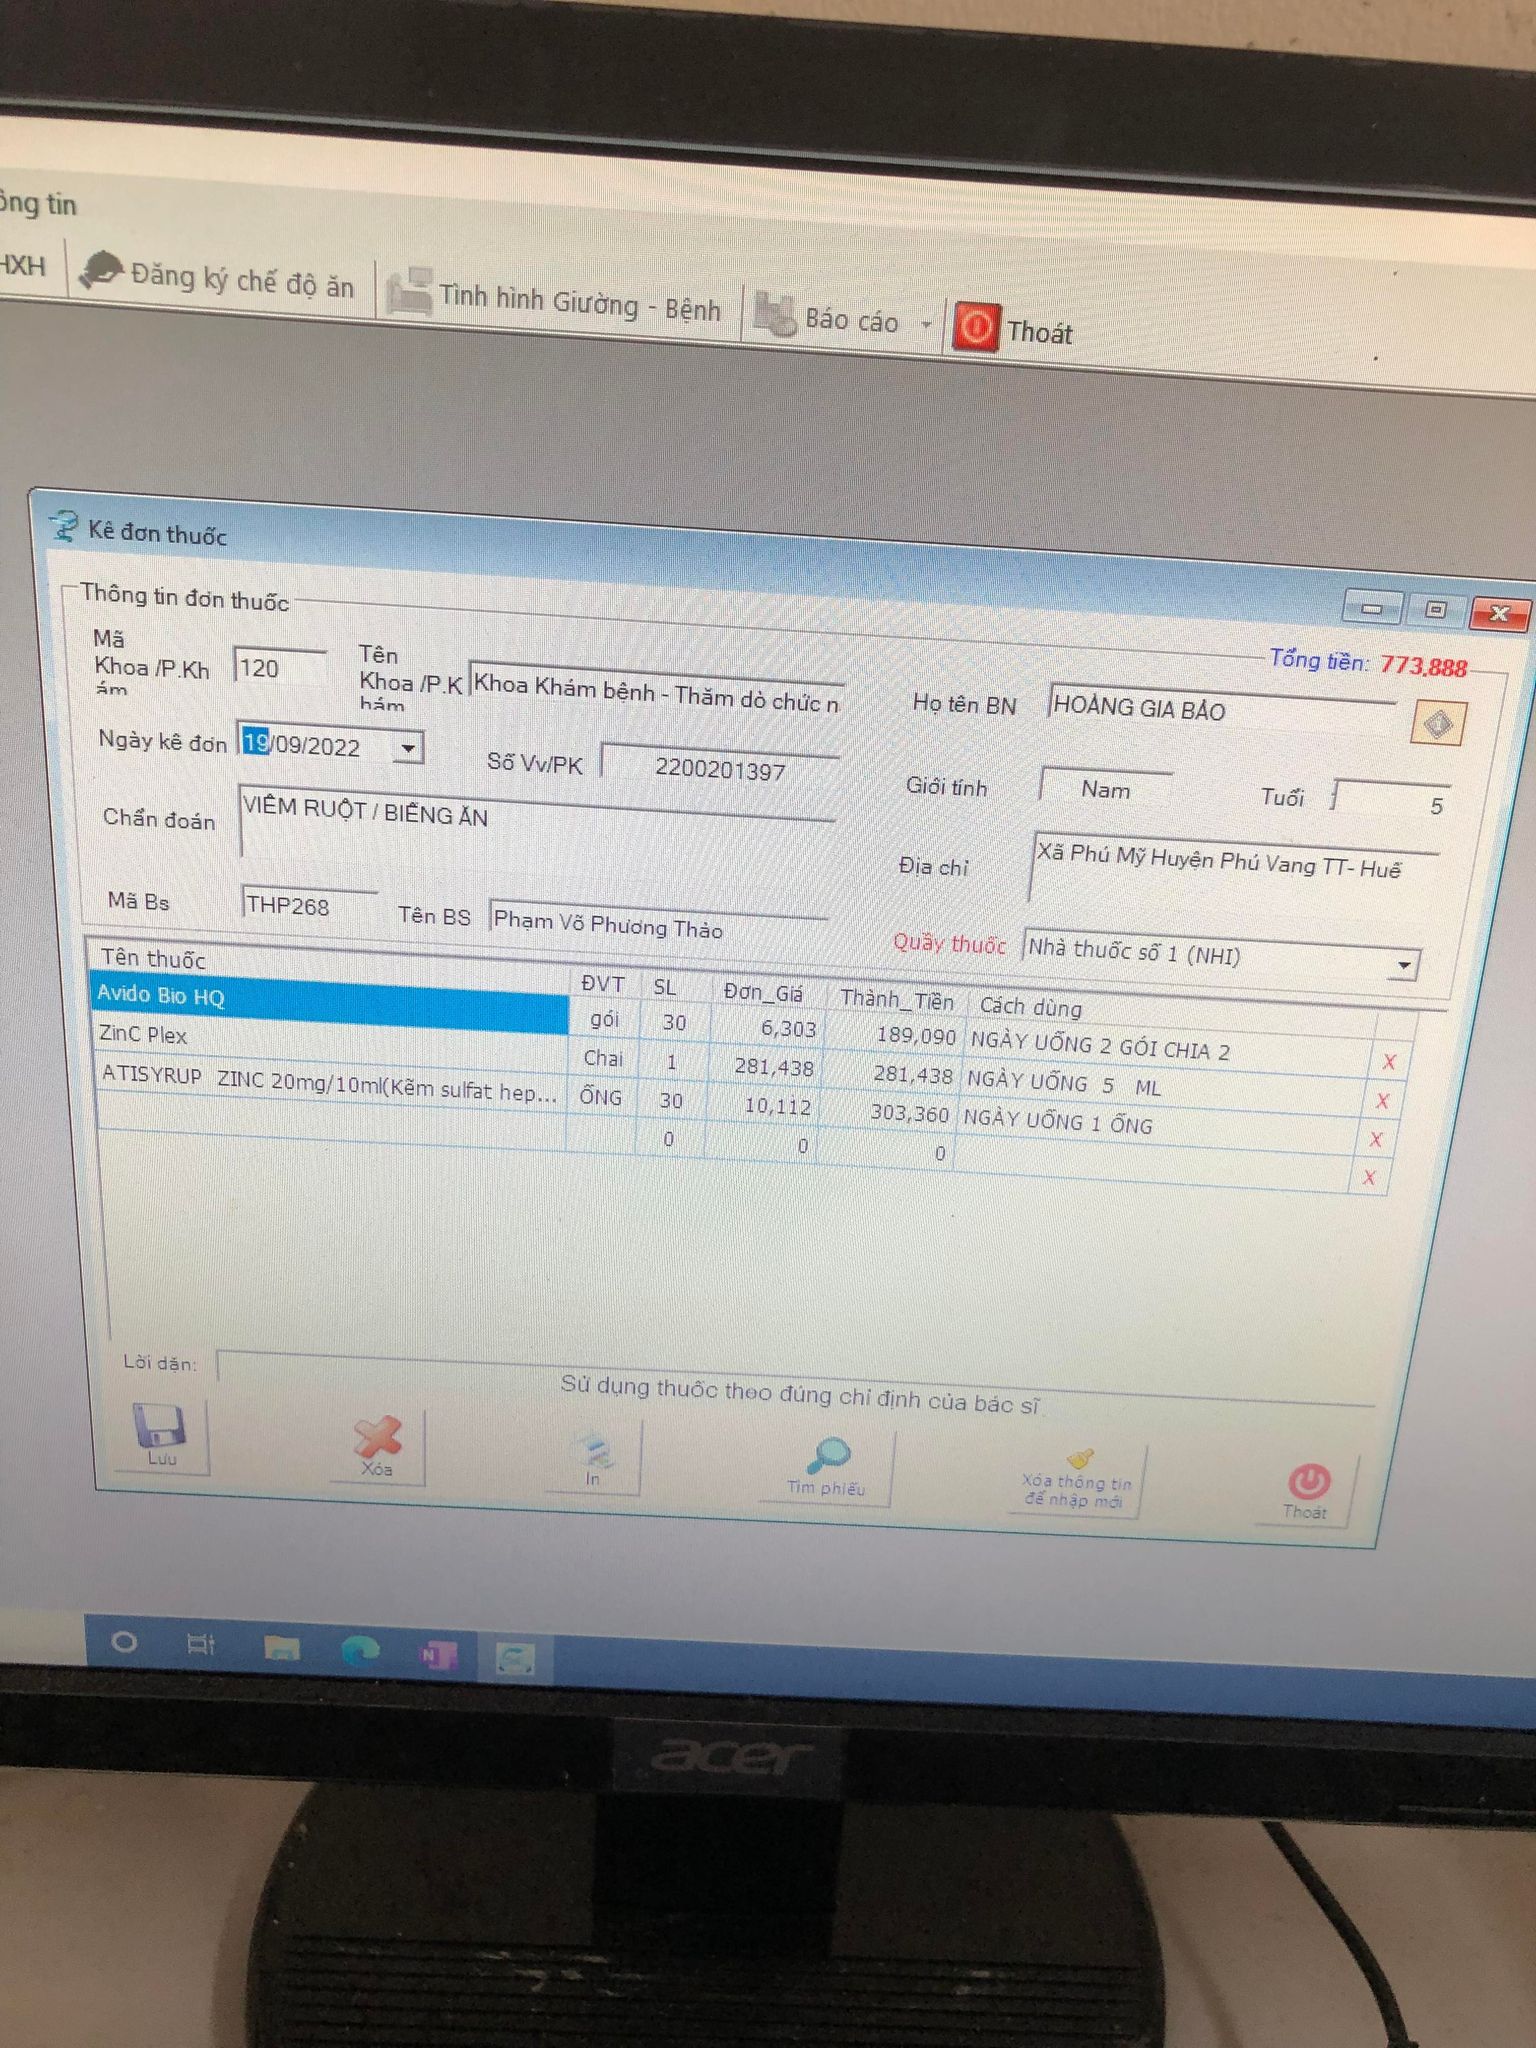 ông tin
HXH
Đăng ký chế độ ăn
Tình hình Giường - Bệnh
Báo cáo
Thoát
Kê đơn thuốc
Thông tin đơn thuốc
Tổng tiền: 773,888
Mã
Khoa /P.Kh
ám
120
Tên
Khoa /P.K
hám
Khoa Khám bệnh - Thăm dò chức n
Họ tên BN
HOÀNG GIA BẢO
Ngày kê đơn
19/09/2022
Số Vv/PK
2200201397
Giới tính
Nam
Tuổi
5
Chẩn đoán
VIÊM RUỘT / BIẾNG ĂN
Địa chỉ
Xã Phú Mỹ Huyện Phú Vang TT- Huế
Mã Bs
THP268
Tên BS
Phạm Võ Phương Thảo
Quầy thuốc
Nhà thuốc số 1 (NHI)
Tên thuốc ĐVT SL Đơn_Giá Thành_Tiền Cách dùng
Avido Bio HQ gói 30 6,303 189,090 NGÀY UỐNG 2 GÓI CHIA 2 X
ZinC Plex Chai 1 281,438 281,438 NGÀY UỐNG 5 ML X
ATISYRUP ZINC 20mg/10ml(Kẽm sulfat hep... ỐNG 30 10,112 303,360 NGÀY UỐNG 1 ỐNG X
0 0 0 X
Lời dặn:
Sử dụng thuốc theo đúng chỉ định của bác sĩ
Lưu
Xóa
In
Tìm phiếu
Xóa thông tin
để nhập mới
Thoát
N
acer